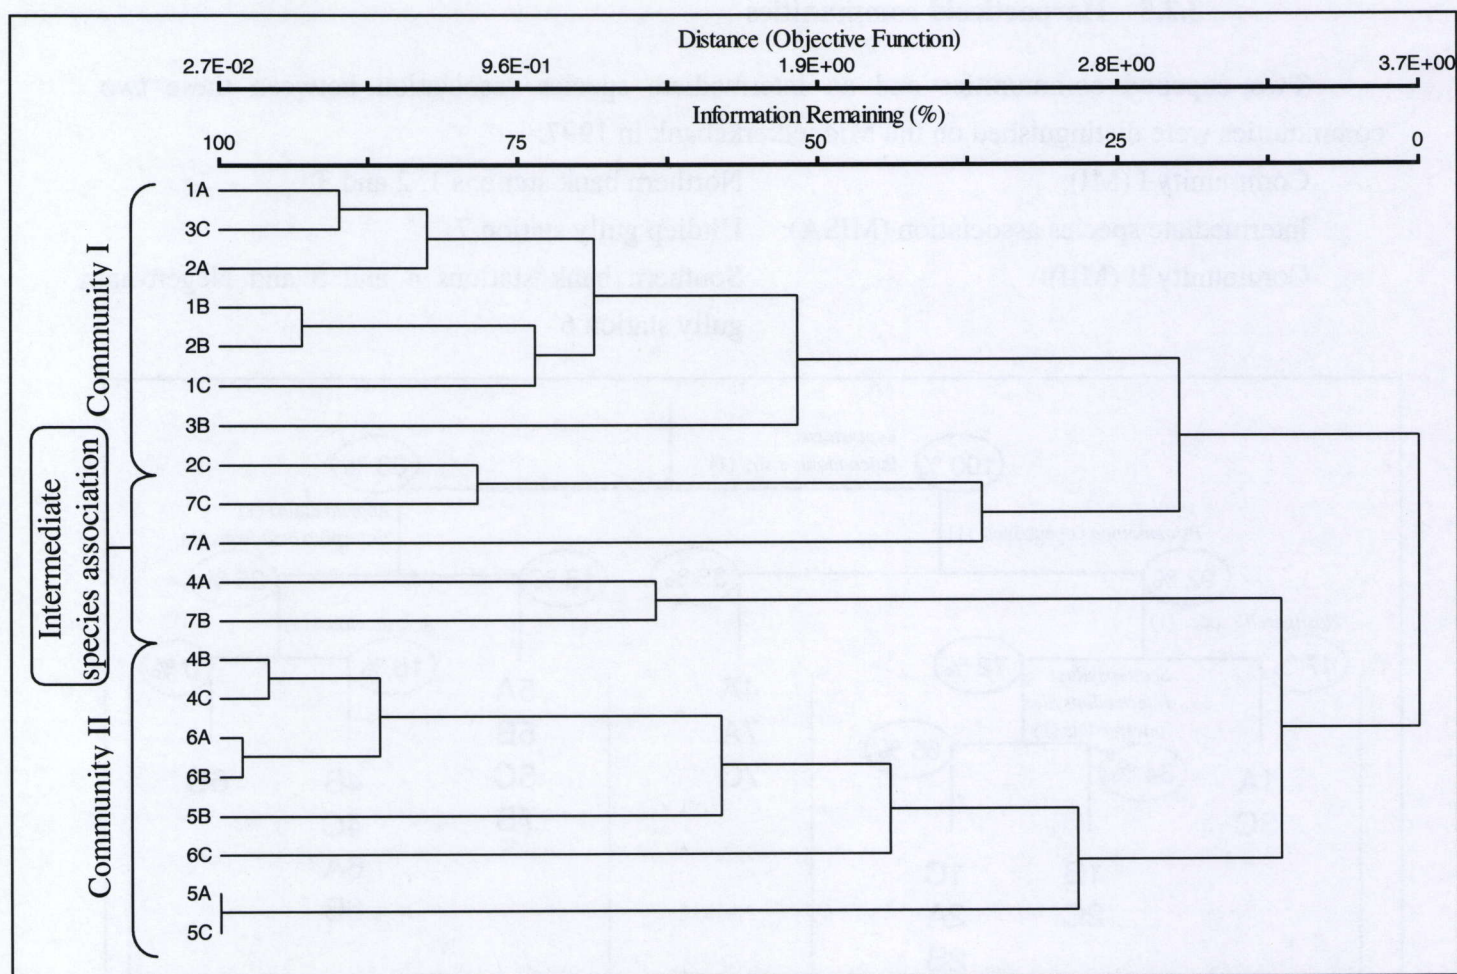 Distance (Objective Function)
2.7E-02 9.6E-01 1.9E+00 2.8E+00 3.7E+00
Information Remaining (%)
100 75 50 25 0
1A
3C
2A
1B
2B
1C
3B
2C
7C
7A
4A
7B
4B
4C
6A
6B
5B
6C
5A
5C
Community I
Intermediate
species association
Community II